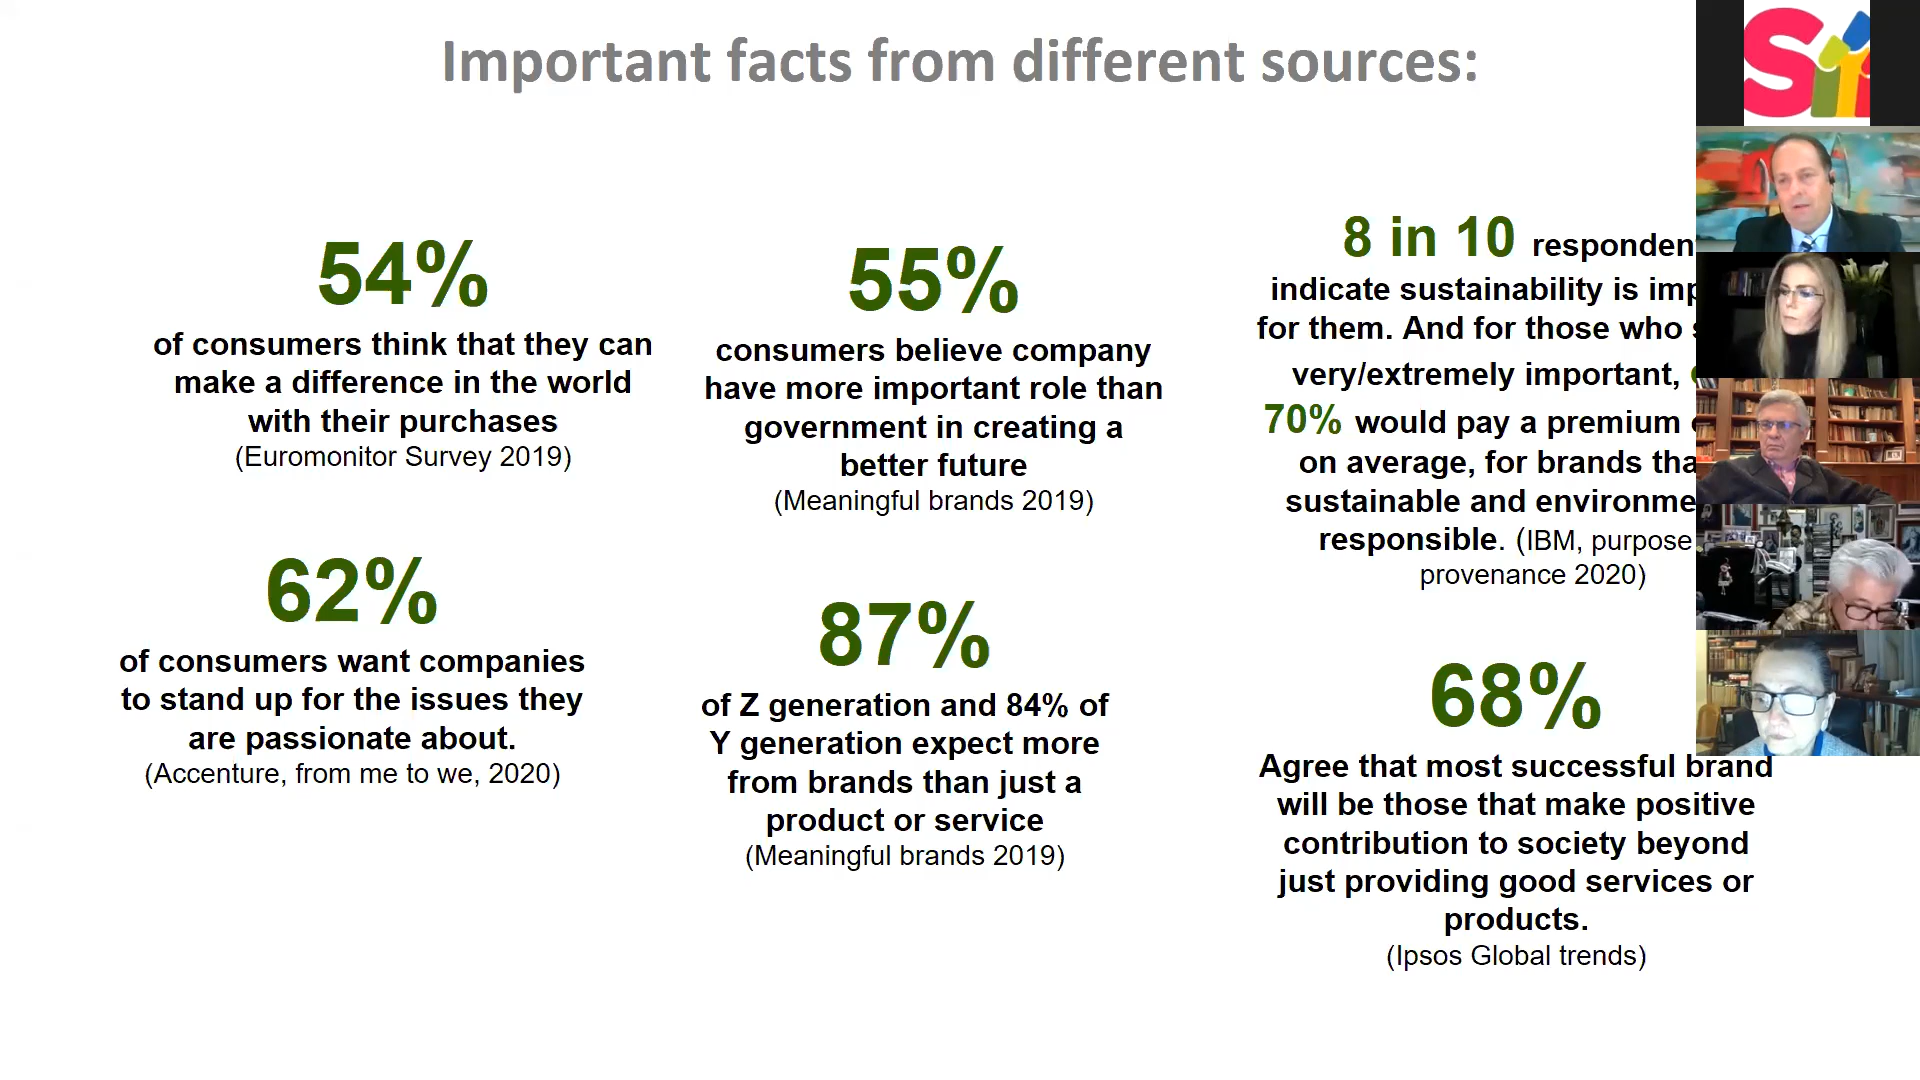 Important facts from different sources:
54%
of consumers think that they can
make a difference in the world
with their purchases
(Euromonitor Survey 2019)
55%
consumers believe company
have more important role than
government in creating a
better future
(Meaningful brands 2019)
8 in 10 responden
indicate sustainability is imp
for them. And for those who
very/extremely important,
70% would pay a premium
on average, for brands tha
sustainable and environme
responsible. (IBM, purpose
provenance 2020)
62%
of consumers want companies
to stand up for the issues they
are passionate about.
(Accenture, from me to we, 2020)
87%
of Z generation and 84% of
Y generation expect more
from brands than just a
product or service
(Meaningful brands 2019)
68%
Agree that most successful brand
will be those that make positive
contribution to society beyond
just providing good services or
products.
(Ipsos Global trends)